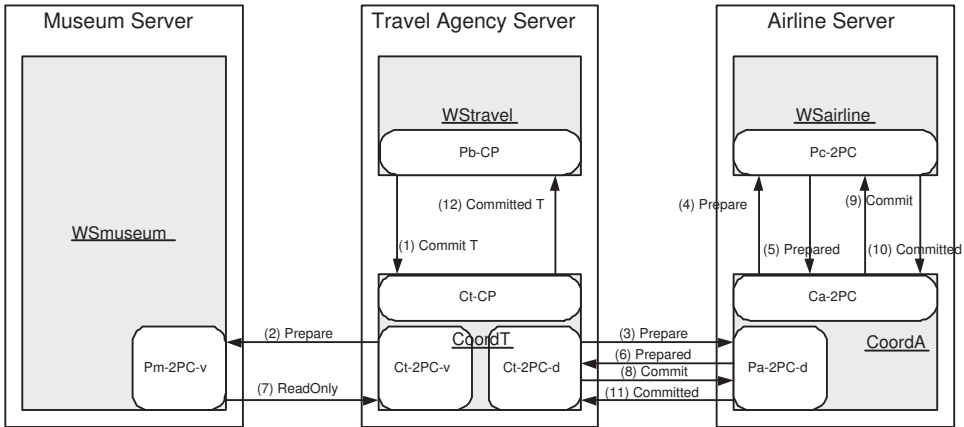 Museum Server
Travel Agency Server
Airline Server
WStravel
WSairline
Pb-CP
Pc-2PC
(12) Committed T
(4) Prepare
(9) Commit
WSmuseum
(1) Commit T
(5) Prepared
(10) Committed
Ct-CP
Ca-2PC
(2) Prepare
CoordT
(3) Prepare
CoordA
(6) Prepared
Pm-2PC-v
Ct-2PC-v
Ct-2PC-d
Pa-2PC-d
(8) Commit
(7) ReadOnly
(11) Committed